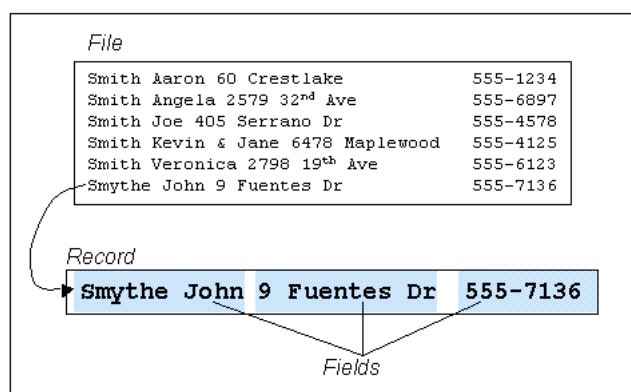 File
Smith Aaron 60 Crestlake 555-1234
Smith Angela 2579 32nd Ave 555-6897
Smith Joe 405 Serrano Dr 555-4578
Smith Kevin & Jane 6478 Maplewood 555-4125
Smith Veronica 2798 19th Ave 555-6123
Smythe John 9 Fuentes Dr 555-7136
Record
Smythe John 9 Fuentes Dr 555-7136
Fields